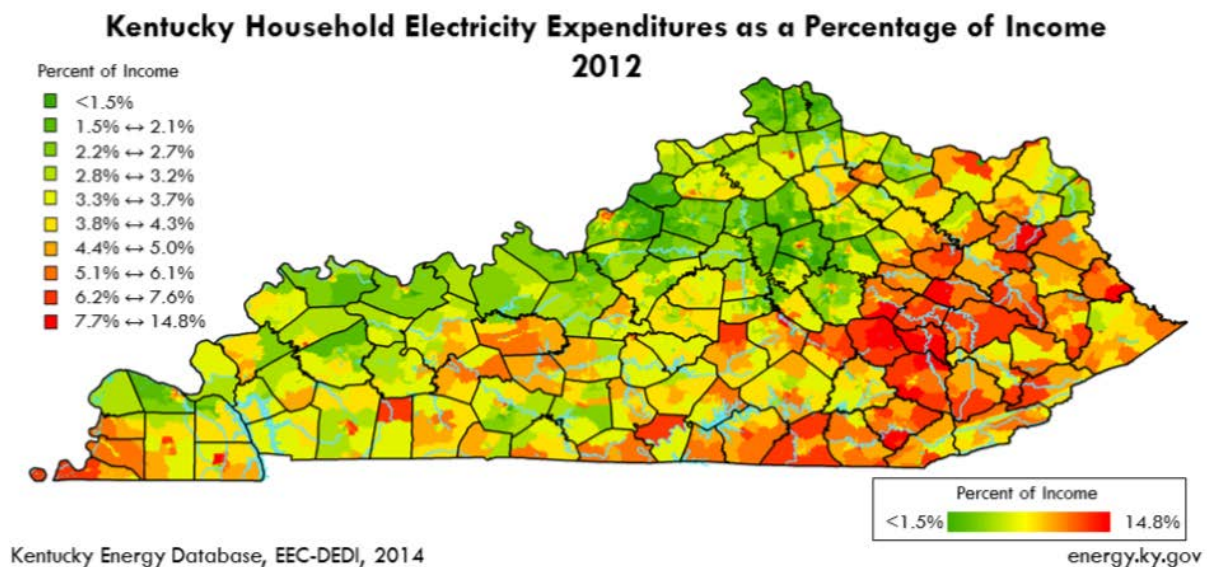 Kentucky Household Electricity Expenditures as a Percentage of Income
2012
Percent of Income
<1.5%
1.5% ↔ 2.1%
2.2% ↔ 2.7%
2.8% ↔ 3.2%
3.3% ↔ 3.7%
3.8% ↔ 4.3%
4.4% ↔ 5.0%
5.1% ↔ 6.1%
6.2% ↔ 7.6%
7.7% ↔ 14.8%
Percent of Income
<1.5% 14.8%
Kentucky Energy Database, EEC-DEDI, 2014
energy.ky.gov